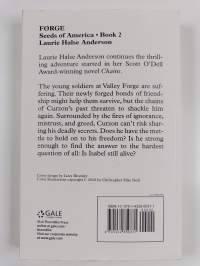 FORGE
Seeds of America • Book 2
Laurie Halse Anderson
Laurie Halse Anderson continues the thril-
ling adventure started in her Scott O'Dell
Award-winning novel Chains.
The young soldiers at Valley Forge are suf-
fering. Their newly forged bonds of friend-
ship might help them survive, but the chains
of Curzon's past threaten to shackle him
again. Surrounded by the fires of ignorance,
mistrust, and greed, Curzon can't risk shar-
ing his deadly secrets. Does he have the met-
tle to hold on to his freedom? Is he strong
enough to find the answer to the hardest
question of all: Is Isabel still alive?
GALE